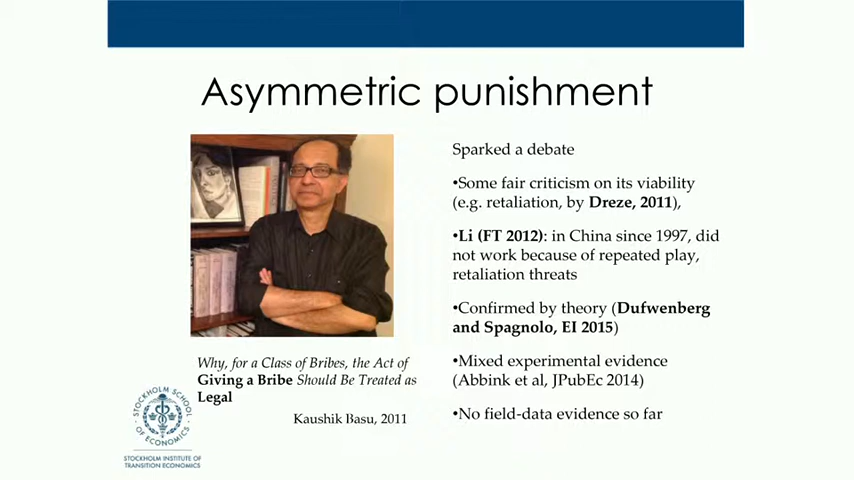 Asymmetric punishment
Sparked a debate
•Some fair criticism on its viability
(e.g. retaliation, by Dreze, 2011),
•Li (FT 2012): in China since 1997, did
not work because of repeated play,
retaliation threats
•Confirmed by theory (Dufwenberg
and Spagnolo, EI 2015)
•Mixed experimental evidence
(Abbink et al, JPubEc 2014)
•No field-data evidence so far
Why, for a Class of Bribes, the Act of
Giving a Bribe Should Be Treated as
Legal
Kaushik Basu, 2011
STOCKHOLM SCHOOL
OF ECONOMICS
STOCKHOLM INSTITUTE OF
TRANSITION ECONOMICS